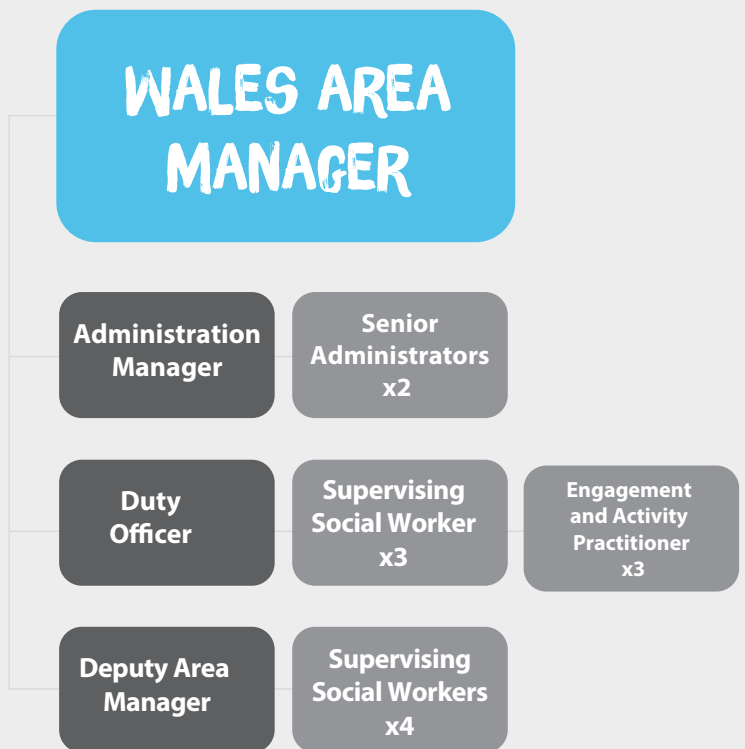 WALES AREA
MANAGER
Administration
Manager
Senior
Administrators
x2
Duty
Officer
Supervising
Social Worker
x3
Engagement
and Activity
Practitioner
x3
Deputy Area
Manager
Supervising
Social Workers
x4